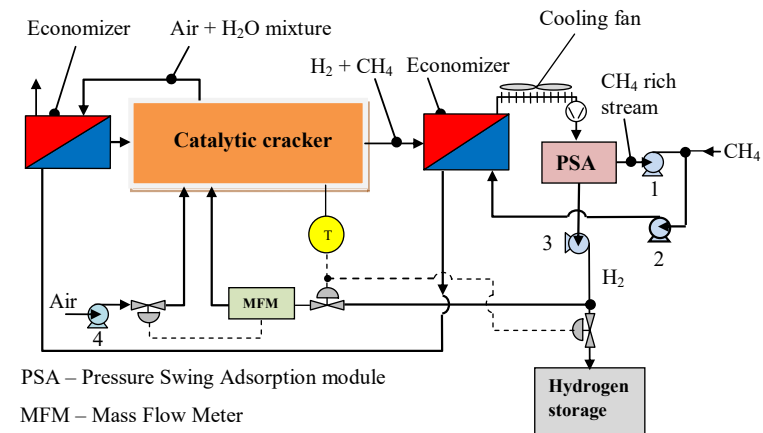 Cooling fan
Economizer
Air + H₂O mixture
H₂ + CH₄
Economizer
CH₄ rich
stream
Catalytic cracker
PSA
CH₄
1
T
3
2
H₂
Air
MFM
4
PSA – Pressure Swing Adsorption module
MFM – Mass Flow Meter
Hydrogen
storage